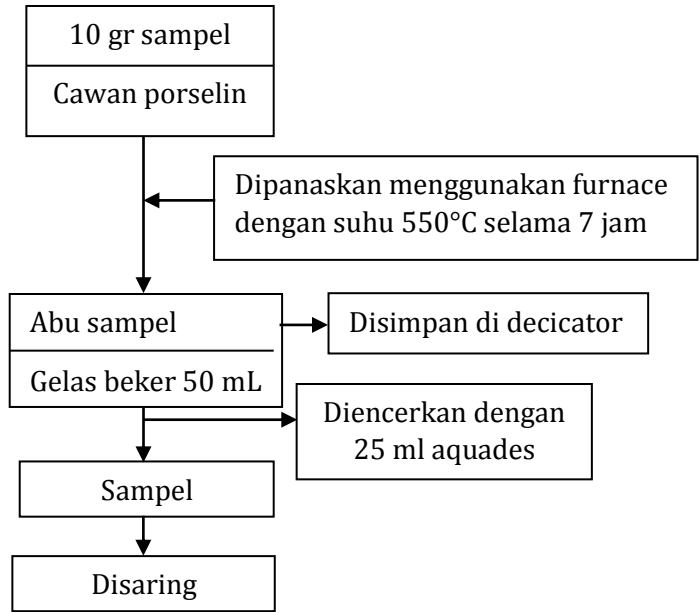 10 gr sampel
Cawan porselin
Dipanaskan menggunakan furnace
dengan suhu 550°C selama 7 jam
Abu sampel
Disimpan di decicator
Gelas beker 50 mL
Diencerkan dengan
25 ml aquades
Sampel
Disaring